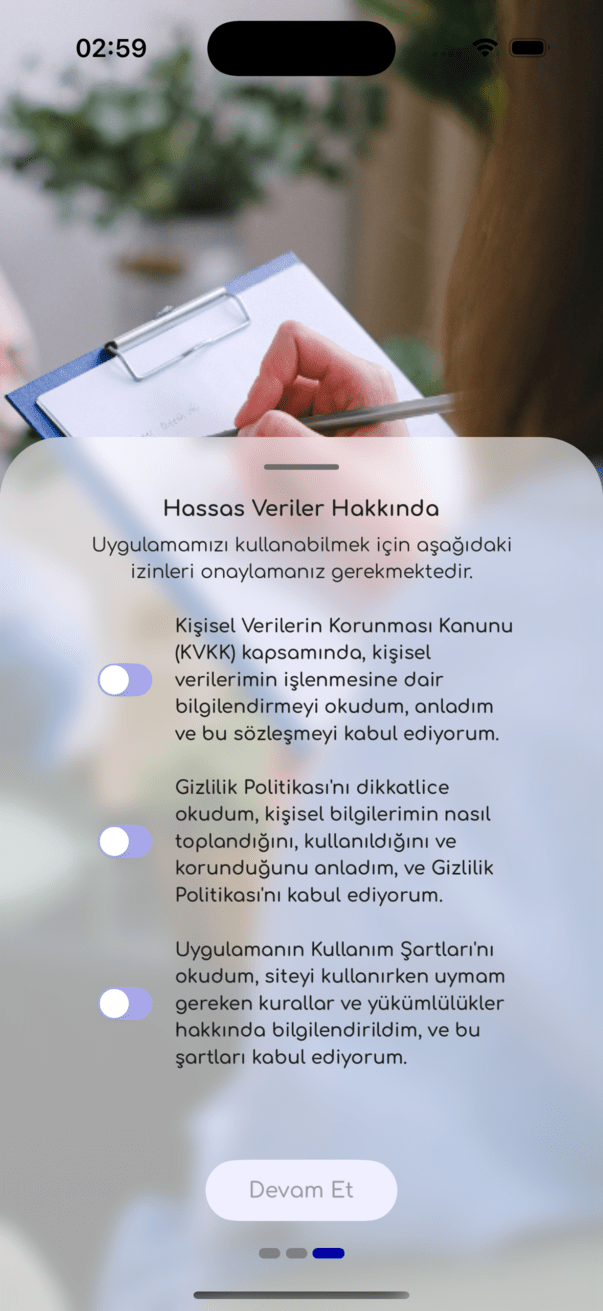 02:59
Hassas Veriler Hakkında
Uygulamamızı kullanabilmek için aşağıdaki
izinleri onaylamanız gerekmektedir.
Kişisel Verilerin Korunması Kanunu
(KVKK) kapsamında, kişisel
verilerimin işlenmesine dair
bilgilendirmeyi okudum, anladım
ve bu sözleşmeyi kabul ediyorum.
Gizlilik Politikası'nı dikkatlice
okudum, kişisel bilgilerimin nasıl
toplandığını, kullanıldığını ve
korunduğunu anladım, ve Gizlilik
Politikası'nı kabul ediyorum.
Uygulamanın Kullanım Şartları'nı
okudum, siteyi kullanırken uymam
gereken kurallar ve yükümlülükler
hakkında bilgilendirildim, ve bu
şartları kabul ediyorum.
Devam Et